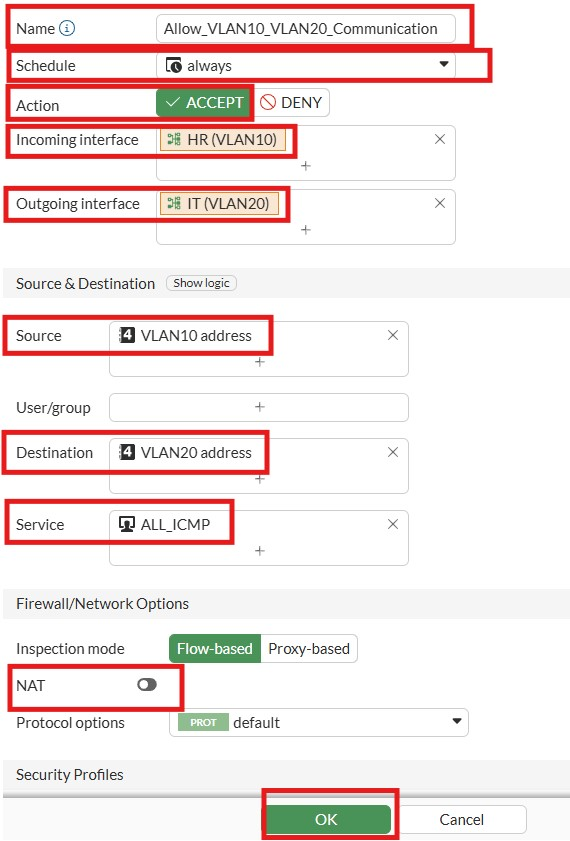 Name
Allow_VLAN10_VLAN20_Communication
Schedule always
Action ACCEPT DENY
Incoming interface HR (VLAN10)
+
Outgoing interface IT (VLAN20)
+
Source & Destination Show logic
Source 4 VLAN10 address
+
User/group +
Destination 4 VLAN20 address
+
Service ALL_ICMP
+
Firewall/Network Options
Inspection mode Flow-based Proxy-based
NAT
Protocol options PROT default
Security Profiles
OK Cancel